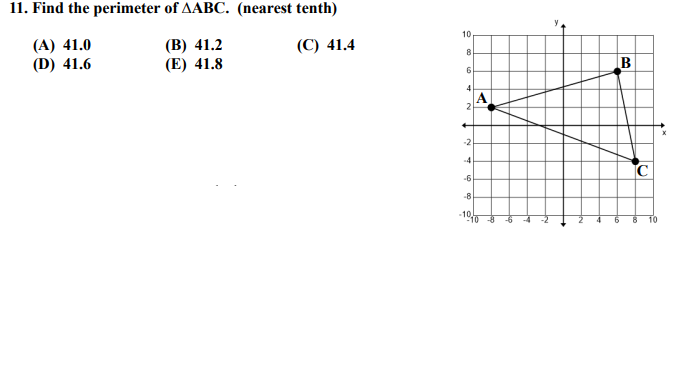 11. Find the perimeter of ΔABC. (nearest tenth)
(A) 41.0 (B) 41.2 (C) 41.4
(D) 41.6 (E) 41.8
y
10
8
B
6
4
A
2
x
-2
-4
C
-6
-8
-10
-10 -8 -6 -4 -2 2 4 6 8 10